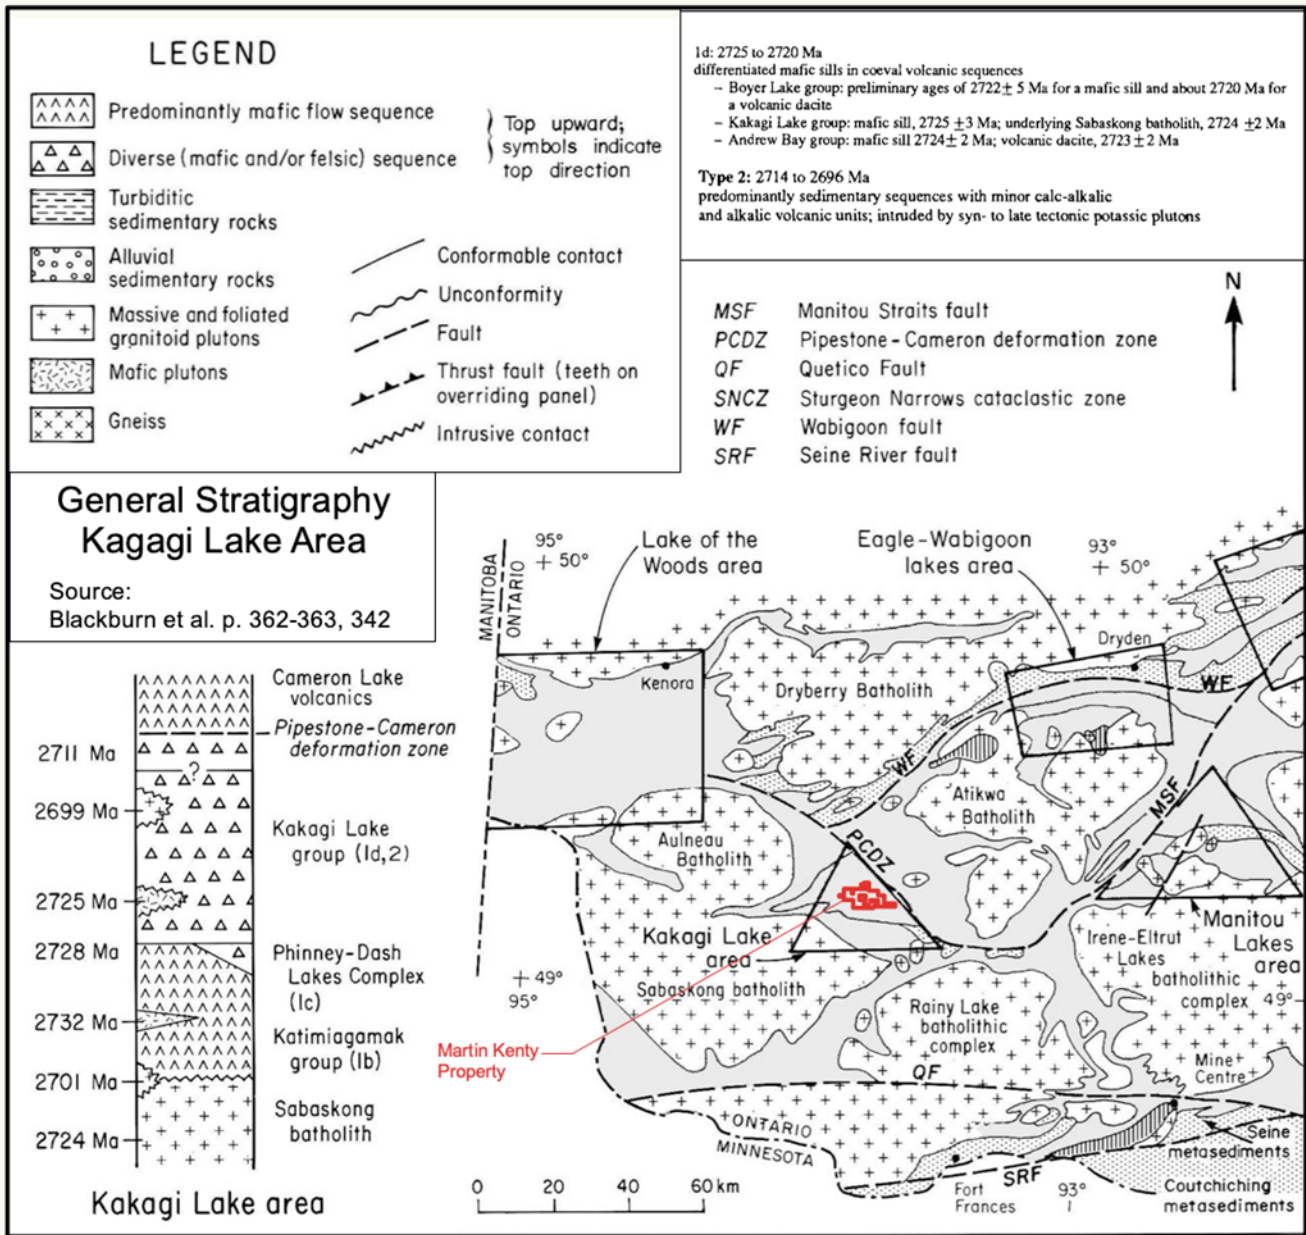 LEGEND
Predominantly mafic flow sequence
Diverse (mafic and/or felsic) sequence
Top upward;
symbols indicate
top direction
Turbiditic
sedimentary rocks
Alluvial
sedimentary rocks
Massive and foliated
granitoid plutons
Mafic plutons
Gneiss
Conformable contact
Unconformity
Fault
Thrust fault (teeth on
overriding panel)
Intrusive contact
1d: 2725 to 2720 Ma
differentiated mafic sills in coeval volcanic sequences
– Boyer Lake group: preliminary ages of 2722± 5 Ma for a mafic sill and about 2720 Ma for
a volcanic dacite
– Kakagi Lake group: mafic sill, 2725 ±3 Ma; underlying Sabaskong batholith, 2724 ±2 Ma
– Andrew Bay group: mafic sill 2724± 2 Ma; volcanic dacite, 2723 ±2 Ma
Type 2: 2714 to 2696 Ma
predominantly sedimentary sequences with minor calc-alkalic
and alkalic volcanic units; intruded by syn- to late tectonic potassic plutons
N
MSF Manitou Straits fault
PCDZ Pipestone-Cameron deformation zone
QF Quetico Fault
SNCZ Sturgeon Narrows cataclastic zone
WF Wabigoon fault
SRF Seine River fault
General Stratigraphy
Kagagi Lake Area
Source:
Blackburn et al. p. 362-363, 342
Cameron Lake
volcanics
Pipestone-Cameron
deformation zone
2711 Ma
?
2699 Ma
Kakagi Lake
group (1d,2)
2725 Ma
2728 Ma
Phinney-Dash
Lakes Complex
(1c)
2732 Ma
Katimiagamak
group (1b)
2701 Ma
Sabaskong
batholith
2724 Ma
Kakagi Lake area
MANITOBA
ONTARIO
95°
50°
Lake of the
Woods area
Eagle-Wabigoon
lakes area
93°
50°
Kenora
Dryden
Dryberry Batholith
WF
WF
Atikwa
Batholith
MSF
Aulneau
Batholith
PCDZ
Kakagi Lake
area
Manitou
Lakes
area
Irene-Eltrut
Lakes
batholithic
complex
49°
49°
95°
Sabaskong batholith
Rainy Lake
batholithic
complex
Martin Kenty
Property
QF
Mine
Centre
ONTARIO
MINNESOTA
Seine
metasediments
SRF
Fort
Frances
93°
Coutchiching
metasediments
0 20 40 60 km